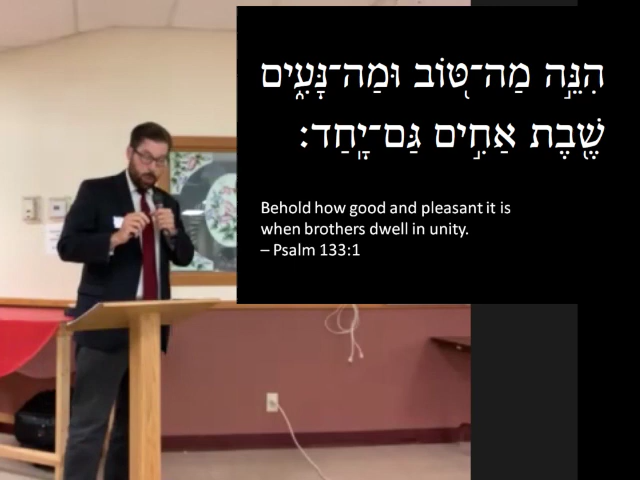 הִנֵּ֣ה מַה־טּ֭וֹב וּמַה־נָּעִ֑ים
שֶׁ֖בֶת אַחִ֣ים גַּם־יָֽחַד׃
Behold how good and pleasant it is
when brothers dwell in unity.
– Psalm 133:1